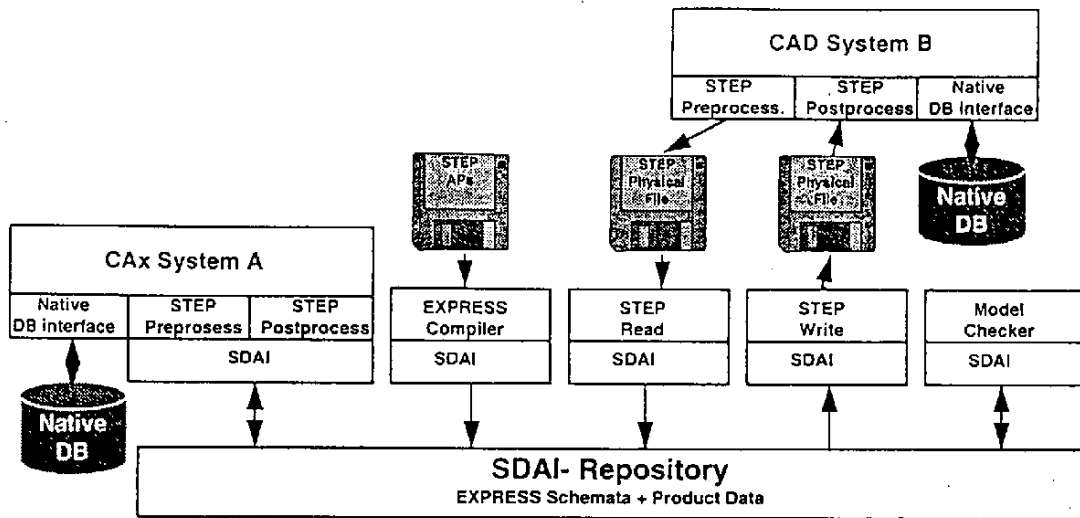 CAD System B
STEP
Preprocess.
STEP
Postprocess
Native
DB interface
STEP
APs
STEP
Physical
File
STEP
Physical
File
Native
DB
CAx System A
Native
DB interface
STEP
Preprosess
STEP
Postprocess
SDAI
Native
DB
EXPRESS
Compiler
SDAI
STEP
Read
SDAI
STEP
Write
SDAI
Model
Checker
SDAI
SDAI- Repository
EXPRESS Schemata + Product Data